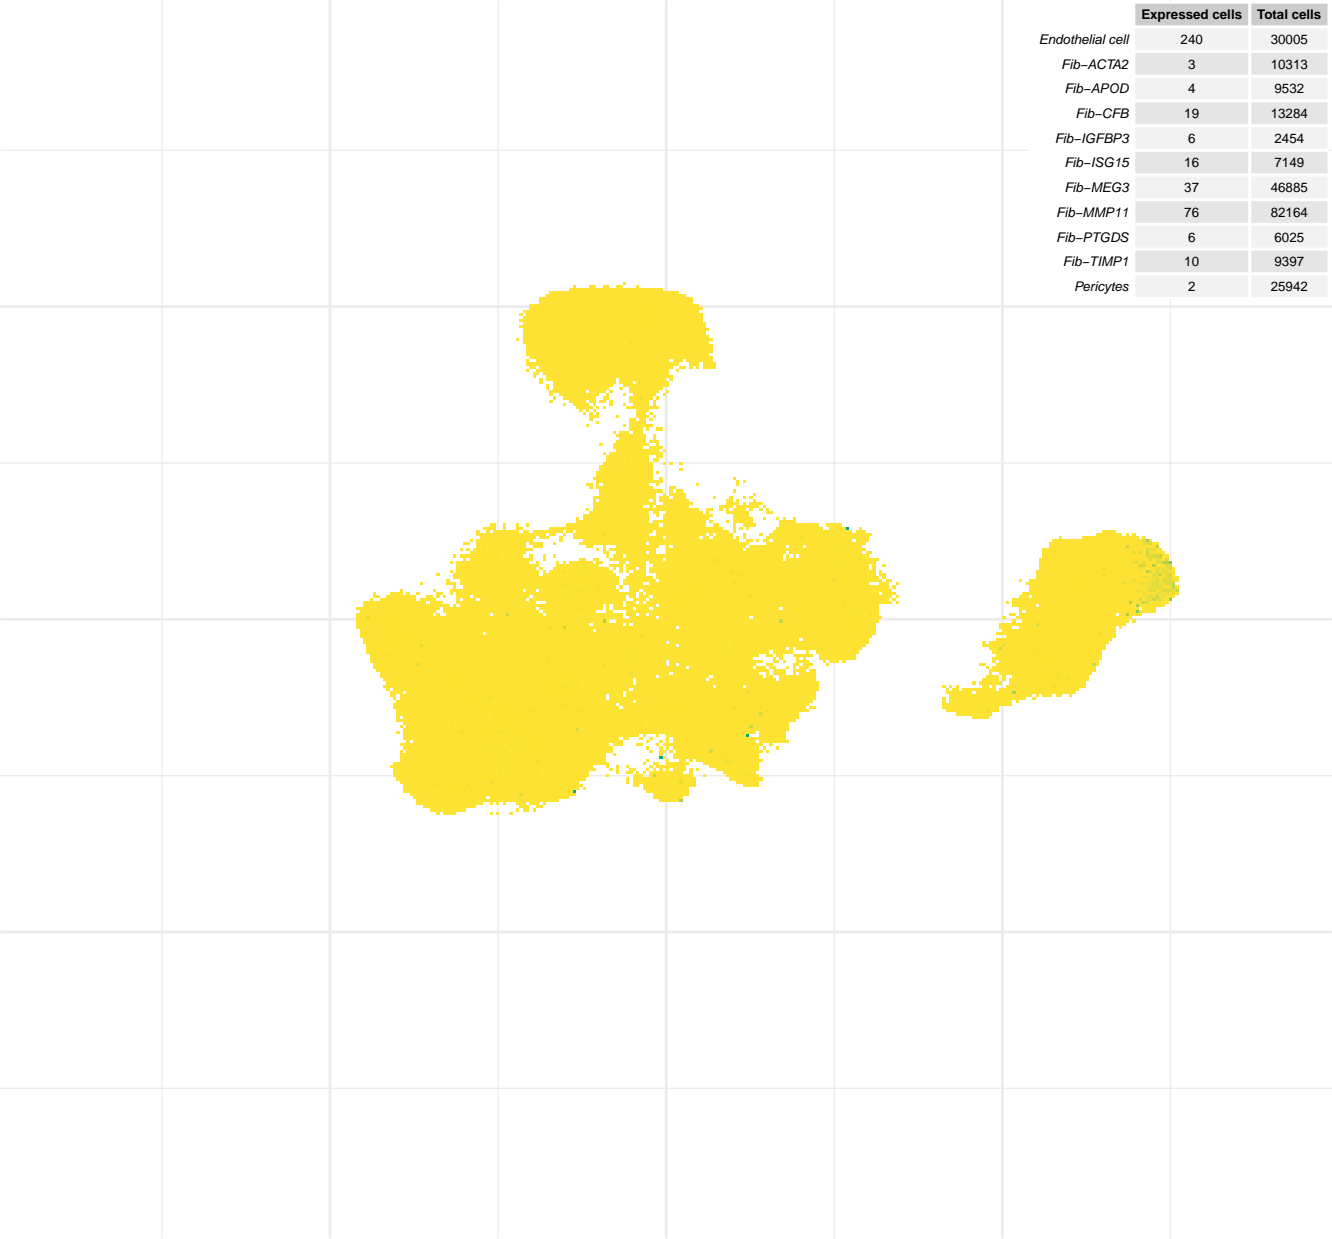 Expressed cells Total cells
Endothelial cell 240 30005
Fib−ACTA2 3 10313
Fib−APOD 4 9532
Fib−CFB 19 13284
Fib−IGFBP3 6 2454
Fib−ISG15 16 7149
Fib−MEG3 37 46885
Fib−MMP11 76 82164
Fib−PTGDS 6 6025
Fib−TIMP1 10 9397
Pericytes 2 25942